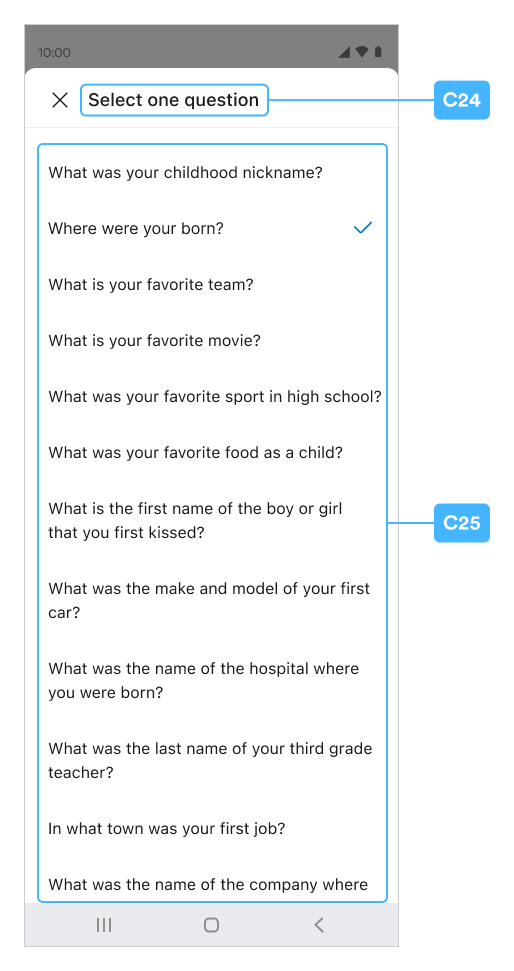 10:00
Select one question
C24
What was your childhood nickname?
Where were your born?
What is your favorite team?
What is your favorite movie?
What was your favorite sport in high school?
What was your favorite food as a child?
What is the first name of the boy or girl
that you first kissed?
C25
What was the make and model of your first
car?
What was the name of the hospital where
you were born?
What was the last name of your third grade
teacher?
In what town was your first job?
What was the name of the company where